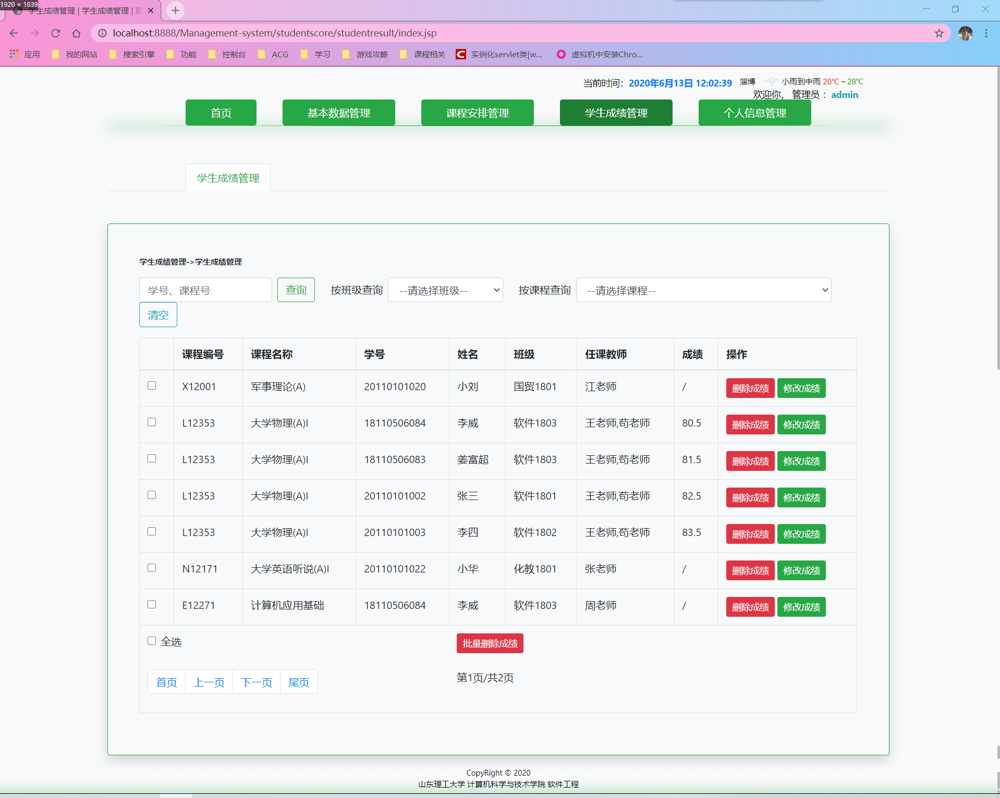 1920 × 1039
学生成绩管理 | 学生成绩管理 |
localhost:8888/Management-system/studentscore/studentresult/index.jsp
应用 我的网站 搜索引擎 功能 控制台 ACG 学习 游戏攻略 课程相关 实例化servlet类[w... 虚拟机中安装Chro...
当前时间：2020年6月13日 12:02:39 淄博 小雨到中雨 20℃~28℃
欢迎你， 管理员 ：admin
首页 基本数据管理 课程安排管理 学生成绩管理 个人信息管理
学生成绩管理
学生成绩管理->学生成绩管理
学号、课程号 查询 按班级查询 --请选择班级-- 按课程查询 --请选择课程--
清空
课程编号 课程名称 学号 姓名 班级 任课教师 成绩 操作
X12001 军事理论(A) 20110101020 小刘 国贸1801 江老师 / 删除成绩 修改成绩
L12353 大学物理(A)I 18110506084 李威 软件1803 王老师,苟老师 80.5 删除成绩 修改成绩
L12353 大学物理(A)I 18110506083 姜富超 软件1803 王老师,苟老师 81.5 删除成绩 修改成绩
L12353 大学物理(A)I 20110101002 张三 软件1801 王老师,苟老师 82.5 删除成绩 修改成绩
L12353 大学物理(A)I 20110101003 李四 软件1802 王老师,苟老师 83.5 删除成绩 修改成绩
N12171 大学英语听说(A)I 20110101022 小华 化教1801 张老师 / 删除成绩 修改成绩
E12271 计算机应用基础 18110506084 李威 软件1803 周老师 / 删除成绩 修改成绩
全选 批量删除成绩
首页 上一页 下一页 尾页 第1页/共2页
CopyRight © 2020
山东理工大学 计算机科学与技术学院 软件工程